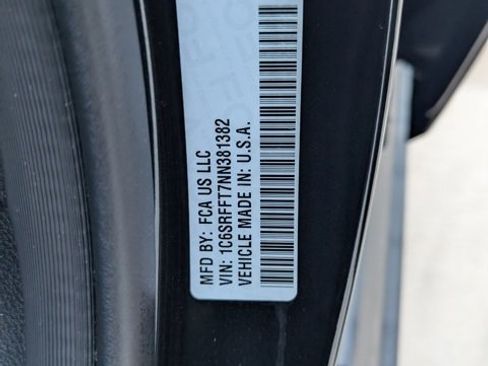 MFD BY: FCA US LLC
VIN: 1C6SRFFT7NN381382
VEHICLE MADE IN: U.S.A.